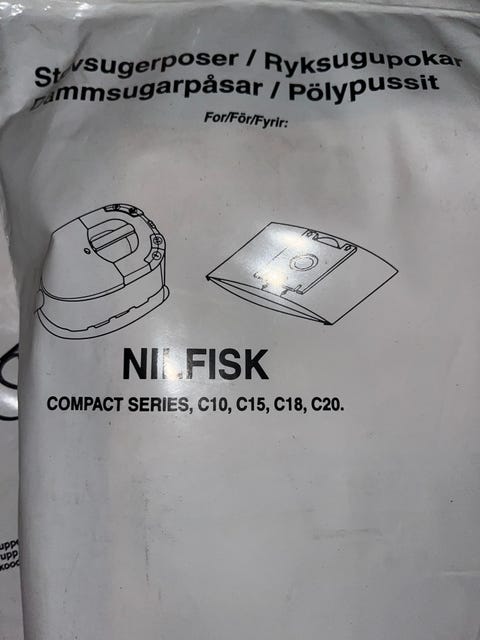 Støvsugerposer / Ryksugupokar
Dammsugarpåsar / Pölypussit
For/För/Fyrir:
NILFISK
COMPACT SERIES, C10, C15, C18, C20.